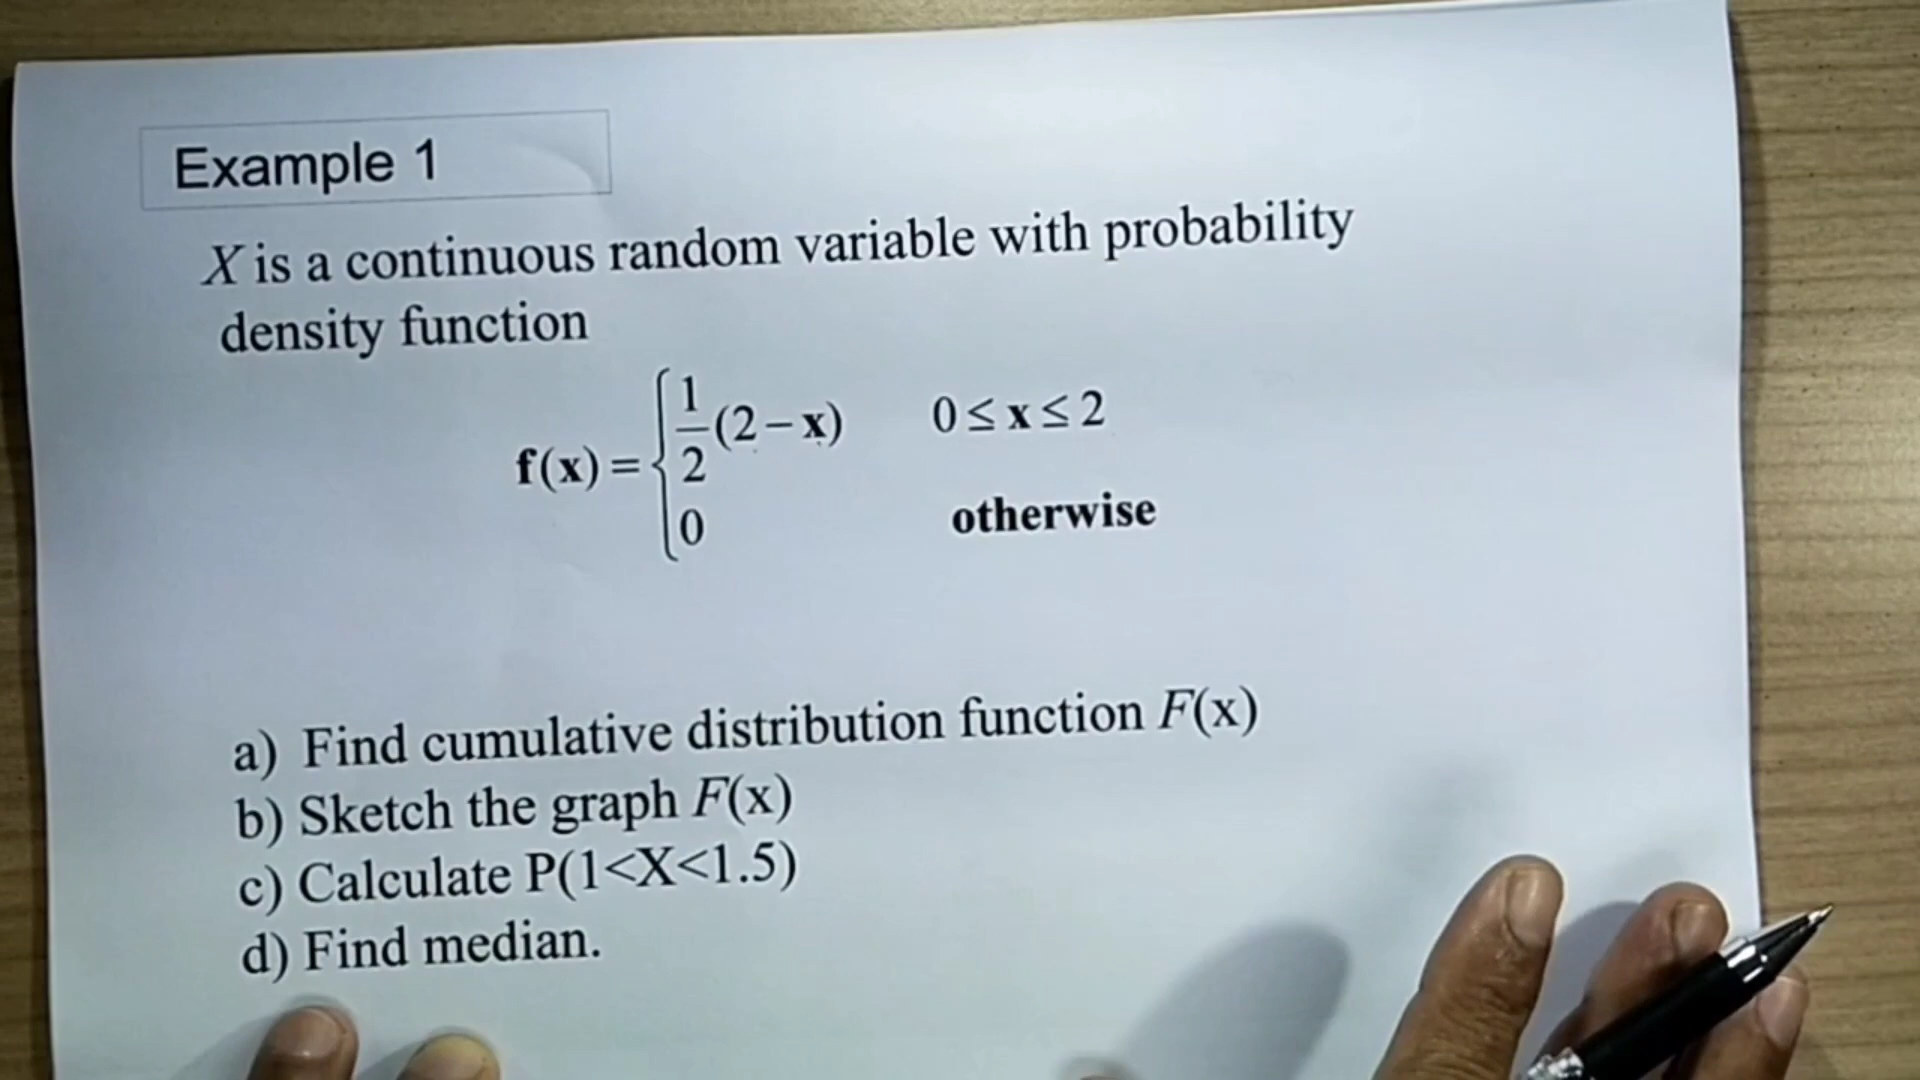 Example 1
X is a continuous random variable with probability
density function
f(x) = { 1/2 (2 − x)   0 ≤ x ≤ 2
0   otherwise
a) Find cumulative distribution function F(x)
b) Sketch the graph F(x)
c) Calculate P(1<X<1.5)
d) Find median.